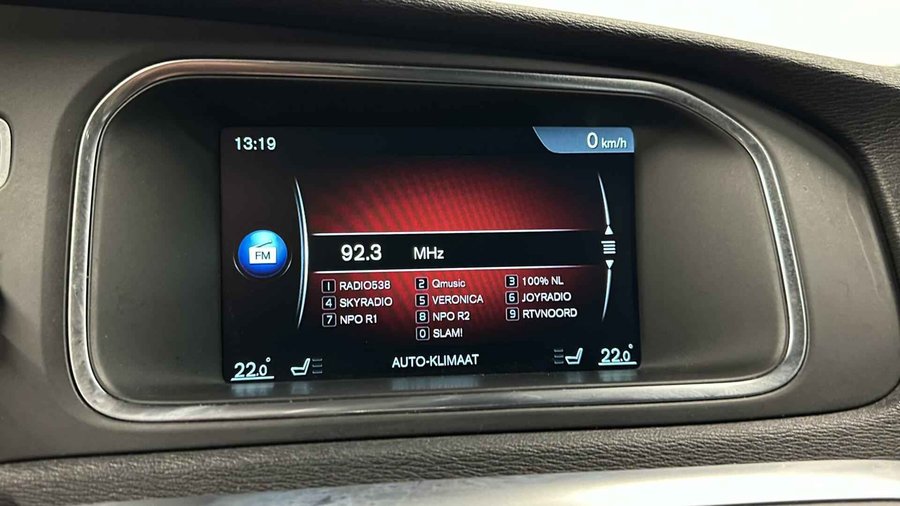 13:19 0 km/h
FM
92.3 MHz
1 RADIO538 2 Qmusic 3 100% NL
4 SKYRADIO 5 VERONICA 6 JOYRADIO
7 NPO R1 8 NPO R2 9 RTVNOORD
0 SLAM!
22.0° AUTO-KLIMAAT 22.0°